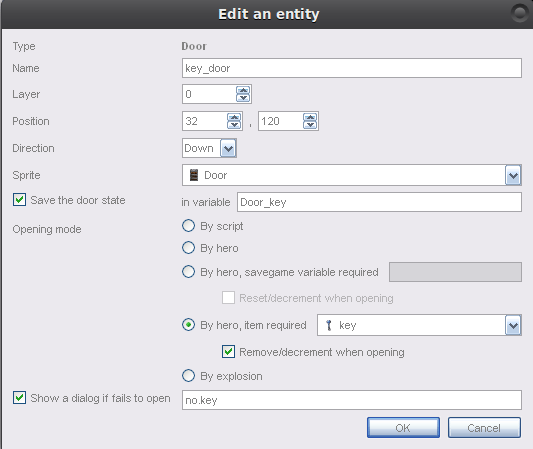 Edit an entity
Type Door
Name key_door
Layer 0
Position 32 , 120
Direction Down
Sprite Door
Save the door state in variable Door_key
Opening mode By script
By hero
By hero, savegame variable required
Reset/decrement when opening
By hero, item required key
Remove/decrement when opening
By explosion
Show a dialog if fails to open no.key
OK Cancel